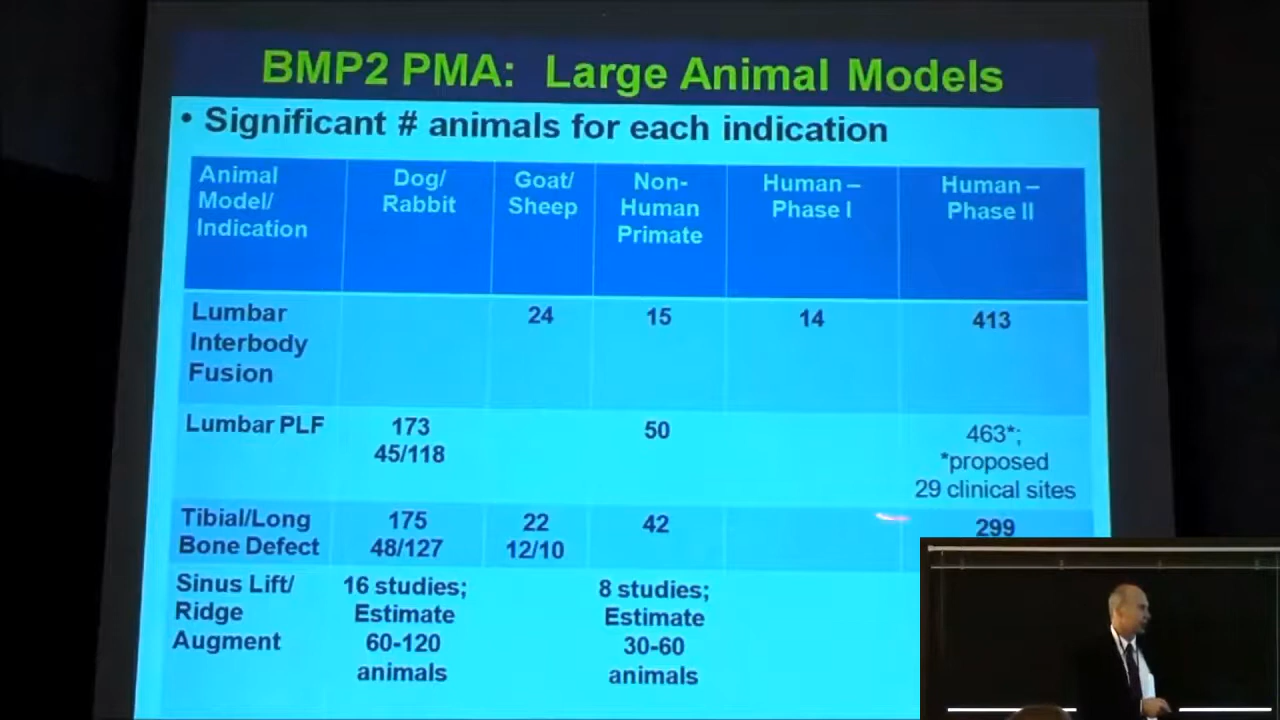 BMP2 PMA: Large Animal Models
• Significant # animals for each indication
Animal Model/ Indication
Dog/ Rabbit
Goat/ Sheep
Non-Human Primate
Human – Phase I
Human – Phase II
Lumbar Interbody Fusion
24
15
14
413
Lumbar PLF
173
45/118
50
463*;
*proposed
29 clinical sites
Tibial/Long Bone Defect
175
48/127
22
12/10
42
299
Sinus Lift/ Ridge Augment
16 studies;
Estimate
60-120
animals
8 studies;
Estimate
30-60
animals